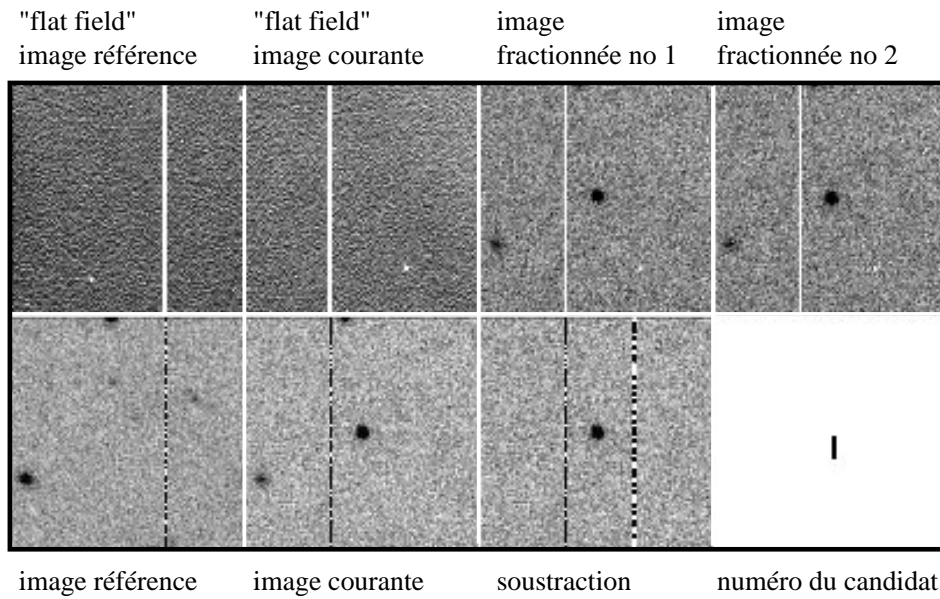 "flat field"
image référence
"flat field"
image courante
image
fractionnée no 1
image
fractionnée no 2
1
image référence
image courante
soustraction
numéro du candidat